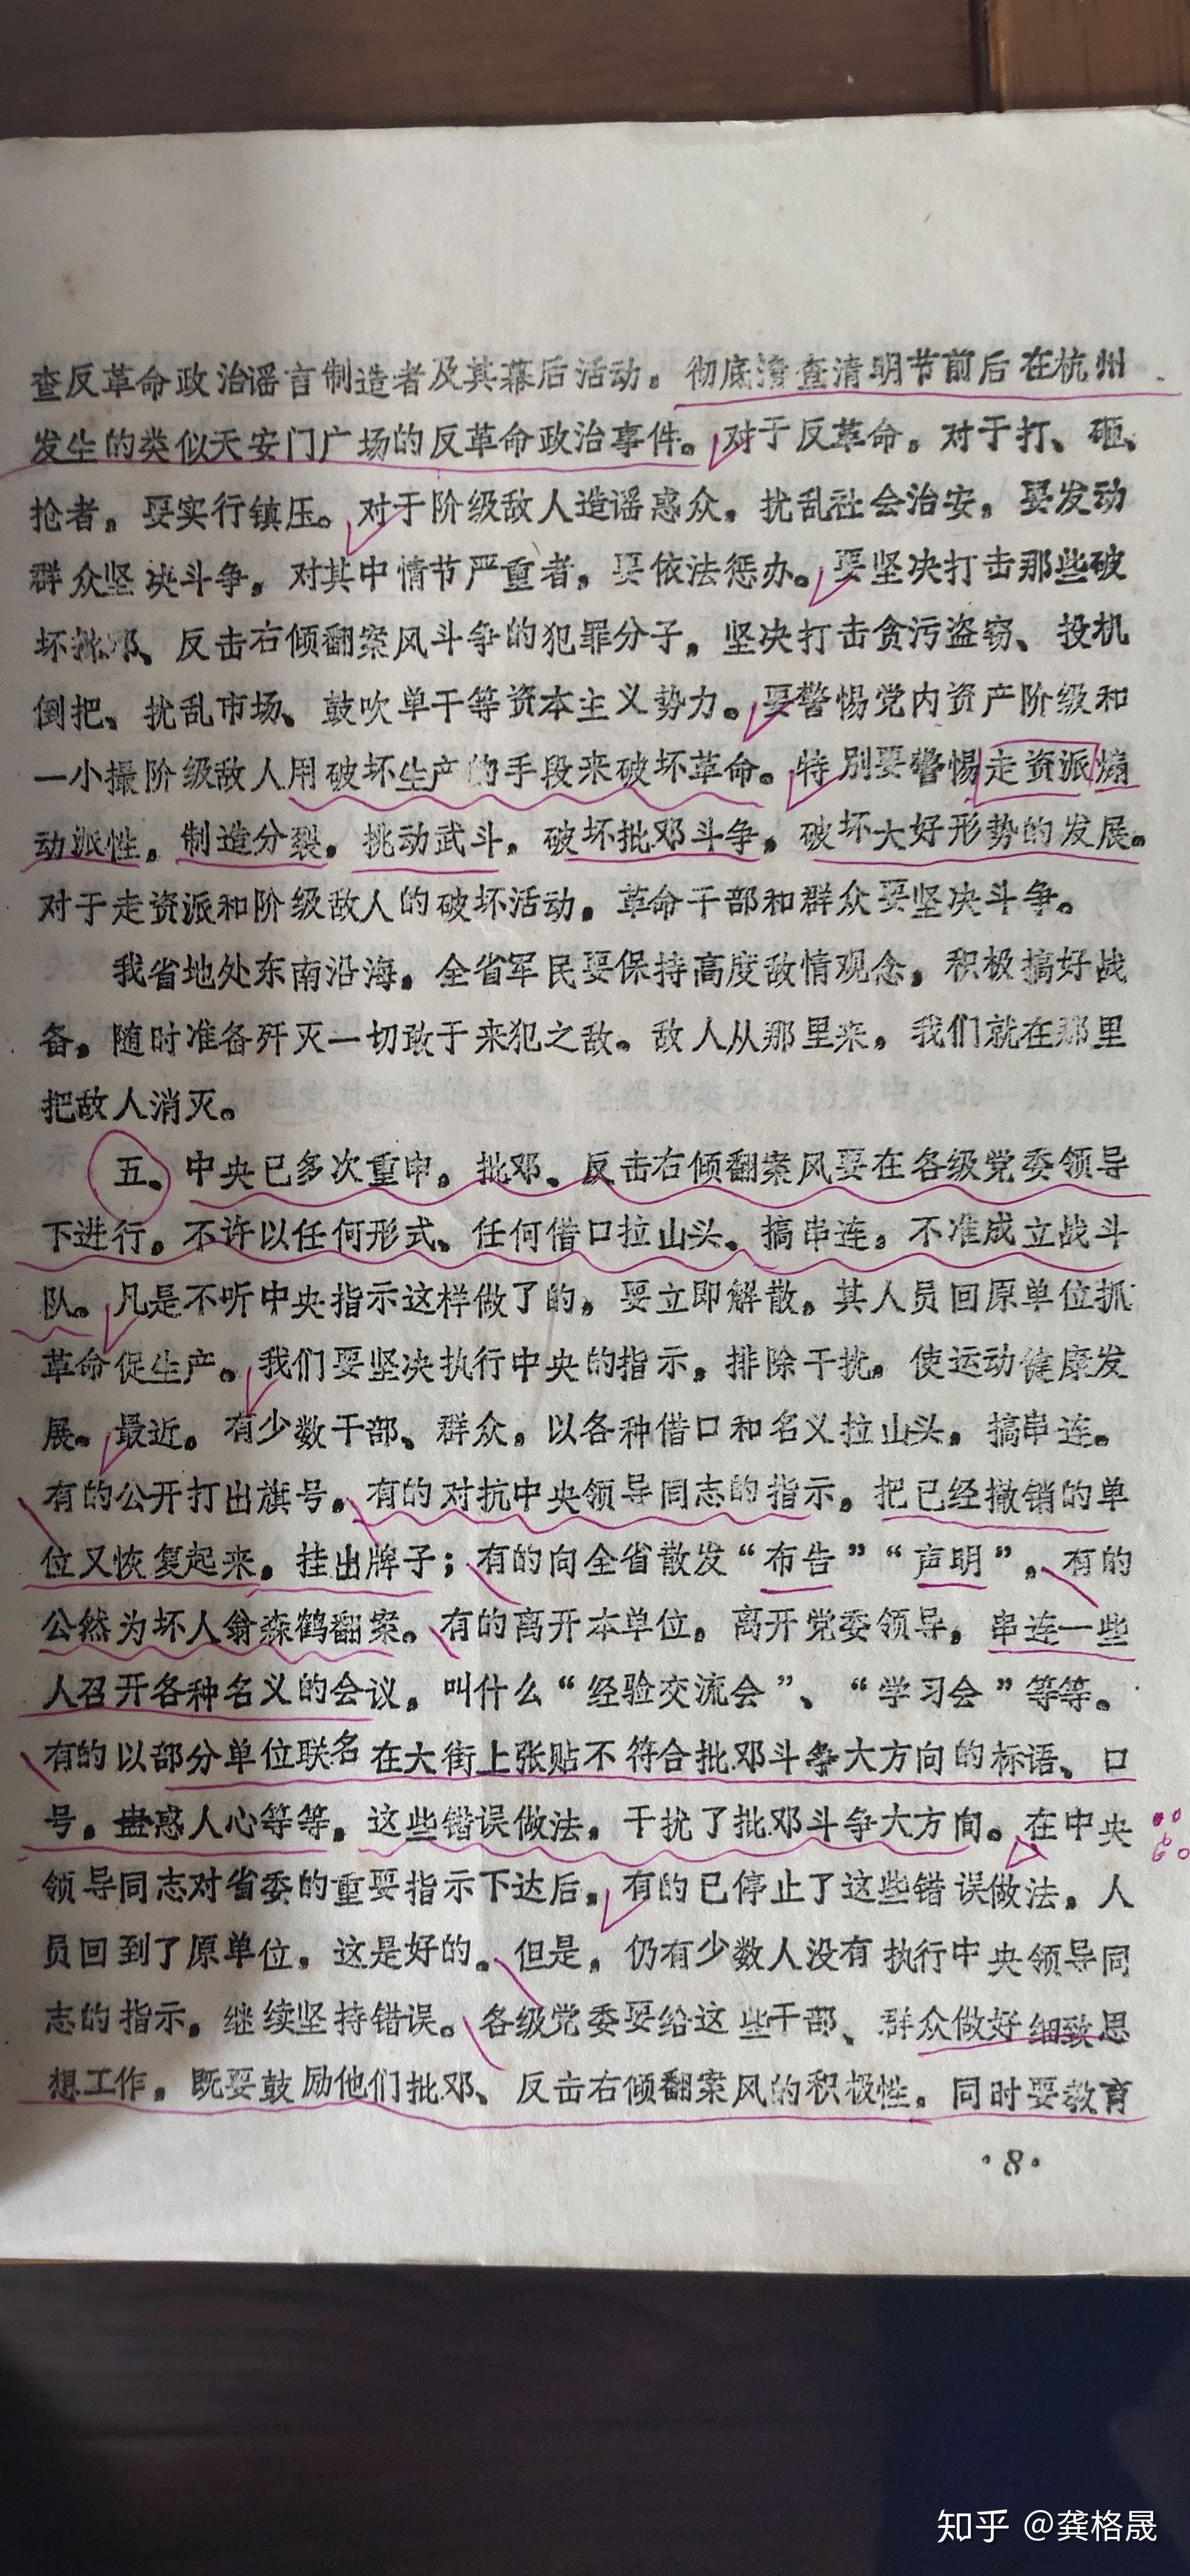 查反革命政治谣言制造者及其幕后活动。彻底清查清明节前后在杭州
发生的类似天安门广场的反革命政治事件。对于反革命，对于打、砸、
抢者，要实行镇压。对于阶级敌人造谣惑众，扰乱社会治安，要发动
群众坚决斗争，对其中情节严重者，要依法惩办。要坚决打击那些破
坏批邓、反击右倾翻案风斗争的犯罪分子，坚决打击贪污盗窃、投机
倒把、扰乱市场、鼓吹单干等资本主义势力。要警惕党内资产阶级和
一小撮阶级敌人用破坏生产的手段来破坏革命。特别要警惕走资派煽
动派性，制造分裂，挑动武斗，破坏批邓斗争，破坏大好形势的发展。
对于走资派和阶级敌人的破坏活动，革命干部和群众要坚决斗争。
我省地处东南沿海，全省军民要保持高度敌情观念，积极搞好战
备，随时准备歼灭一切敢于来犯之敌。敌人从那里来，我们就在那里
把敌人消灭。
五、中央已多次重申，批邓、反击右倾翻案风要在各级党委领导
下进行，不许以任何形式、任何借口拉山头、搞串连，不准成立战斗
队。凡是不听中央指示这样做了的，要立即解散，其人员回原单位抓
革命促生产。我们要坚决执行中央的指示，排除干扰，使运动健康发
展。最近，有少数干部、群众，以各种借口和名义拉山头，搞串连。
有的公开打出旗号，有的对抗中央领导同志的指示，把已经撤销的单
位又恢复起来，挂出牌子；有的向全省散发“布告”“声明”，有的
公然为坏人翁森鹤翻案。有的离开本单位，离开党委领导，串连一些
人召开各种名义的会议，叫什么“经验交流会”、“学习会”等等。
有的以部分单位联名在大街上张贴不符合批邓斗争大方向的标语、口
号，蛊惑人心等等，这些错误做法，干扰了批邓斗争大方向。在中央
领导同志对省委的重要指示下达后，有的已停止了这些错误做法，人
员回到了原单位，这是好的。但是，仍有少数人没有执行中央领导同
志的指示，继续坚持错误。各级党委要给这些干部、群众做好细致思
想工作，既要鼓励他们批邓、反击右倾翻案风的积极性，同时要教育
·8·
知乎 @龚格晟